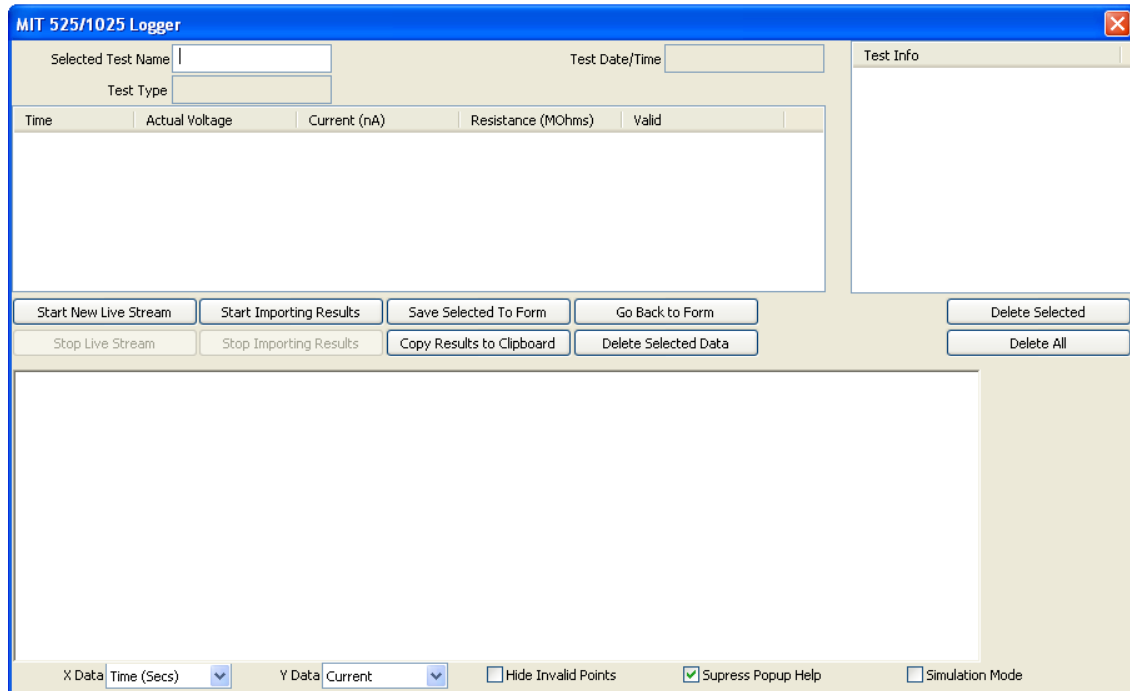 MIT 525/1025 Logger
Selected Test Name Test Date/Time Test Info
Test Type
Time Actual Voltage Current (nA) Resistance (MOhms) Valid
Start New Live Stream Start Importing Results Save Selected To Form Go Back to Form Delete Selected
Stop Live Stream Stop Importing Results Copy Results to Clipboard Delete Selected Data Delete All
X Data Time (Secs) Y Data Current Hide Invalid Points Supress Popup Help Simulation Mode